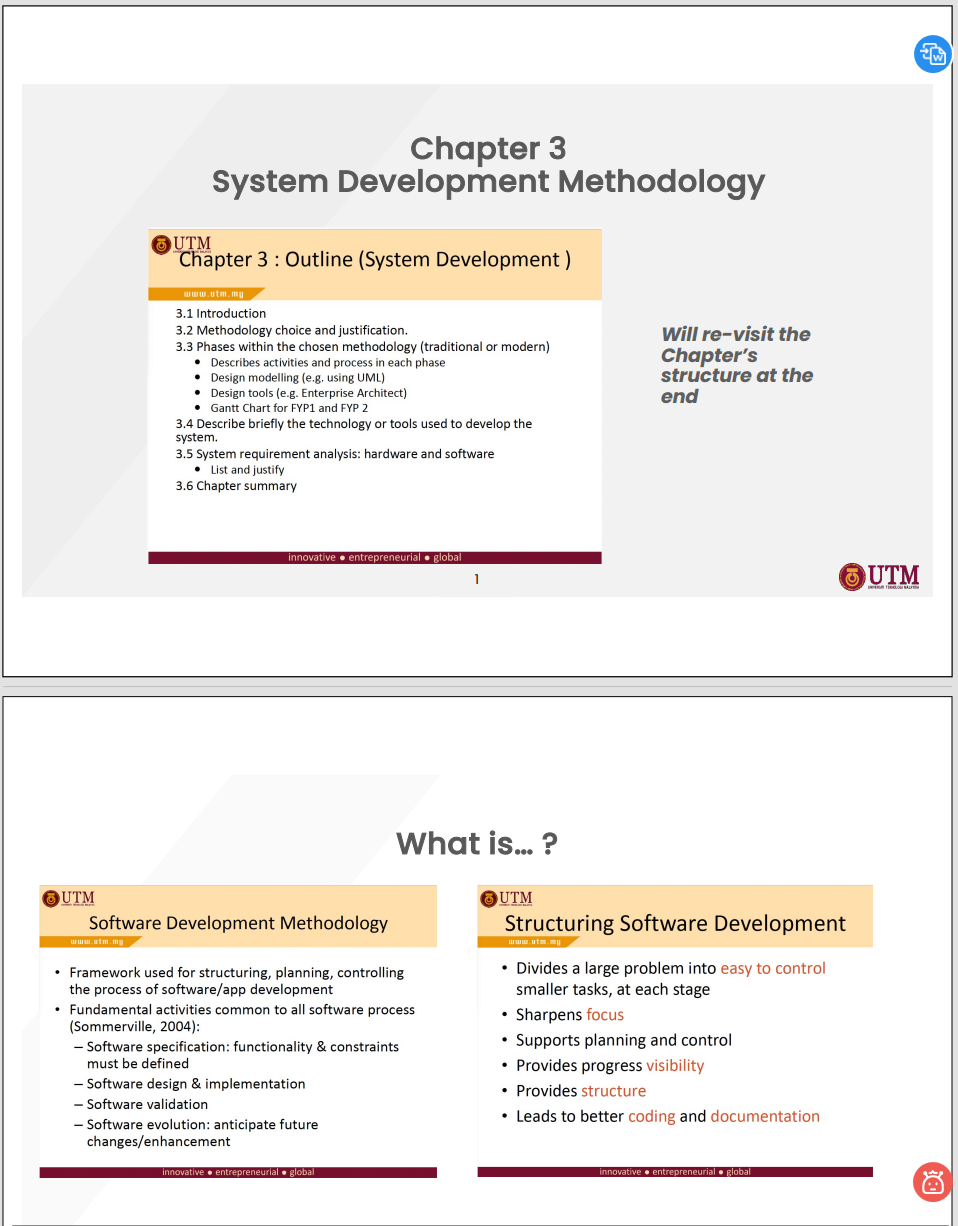 Chapter 3
System Development Methodology
UTM
Chapter 3 : Outline (System Development )
www.utm.my
3.1 Introduction
3.2 Methodology choice and justification.
3.3 Phases within the chosen methodology (traditional or modern)
• Describes activities and process in each phase
• Design modelling (e.g. using UML)
• Design tools (e.g. Enterprise Architect)
• Gantt Chart for FYP1 and FYP 2
3.4 Describe briefly the technology or tools used to develop the
system.
3.5 System requirement analysis: hardware and software
• List and justify
3.6 Chapter summary
innovative ● entrepreneurial ● global
Will re-visit the
Chapter's
structure at the
end
1
UTM
UNIVERSITI TEKNOLOGI MALAYSIA
What is... ?
UTM
Software Development Methodology
www.utm.my
• Framework used for structuring, planning, controlling
the process of software/app development
• Fundamental activities common to all software process
(Sommerville, 2004):
– Software specification: functionality & constraints
must be defined
– Software design & implementation
– Software validation
– Software evolution: anticipate future
changes/enhancement
innovative ● entrepreneurial ● global
UTM
Structuring Software Development
www.utm.my
• Divides a large problem into easy to control
smaller tasks, at each stage
• Sharpens focus
• Supports planning and control
• Provides progress visibility
• Provides structure
• Leads to better coding and documentation
innovative ● entrepreneurial ● global